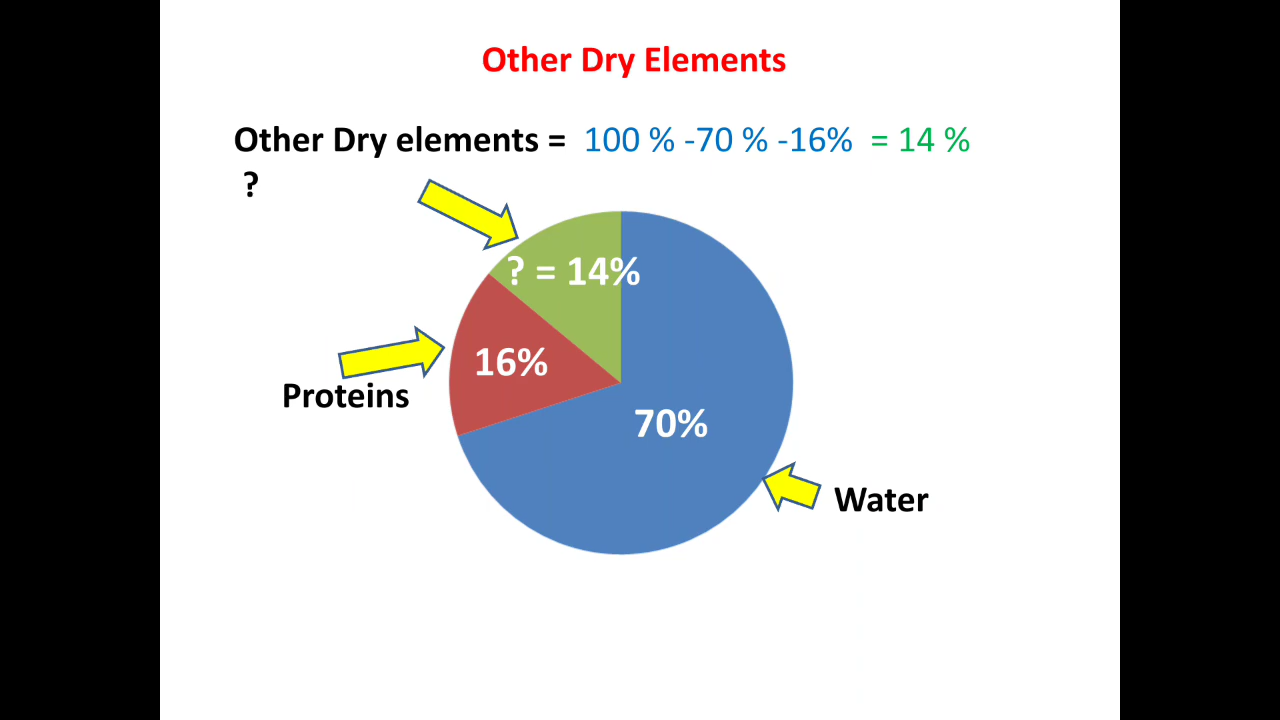 Other Dry Elements
Other Dry elements = 100 % -70 % -16% = 14 %
?
? = 14%
16%
Proteins
70%
Water